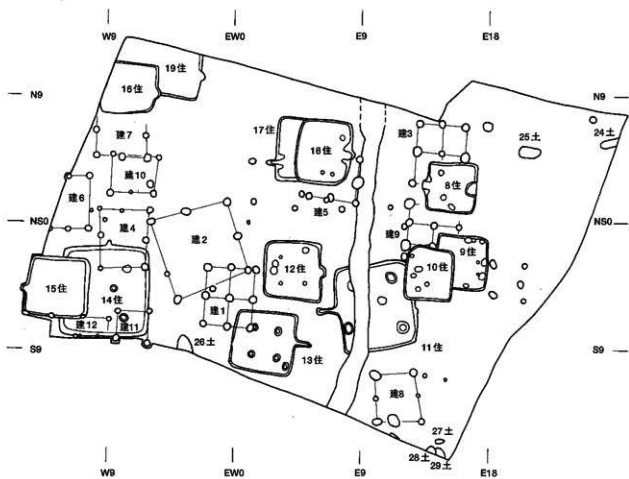 W9 EW0 E9 E18
19住
N9 16住 N9
建7 17住 18住 建3 25土 24土
建10 8住
建6 建5
NS0 建4 建2 建9 NS0
12住 10住 9住
15住 14住
建12 建11 建1
26土 13住 11住
S9 S9
建8
27土
28土 29土
W9 EW0 E9 E18